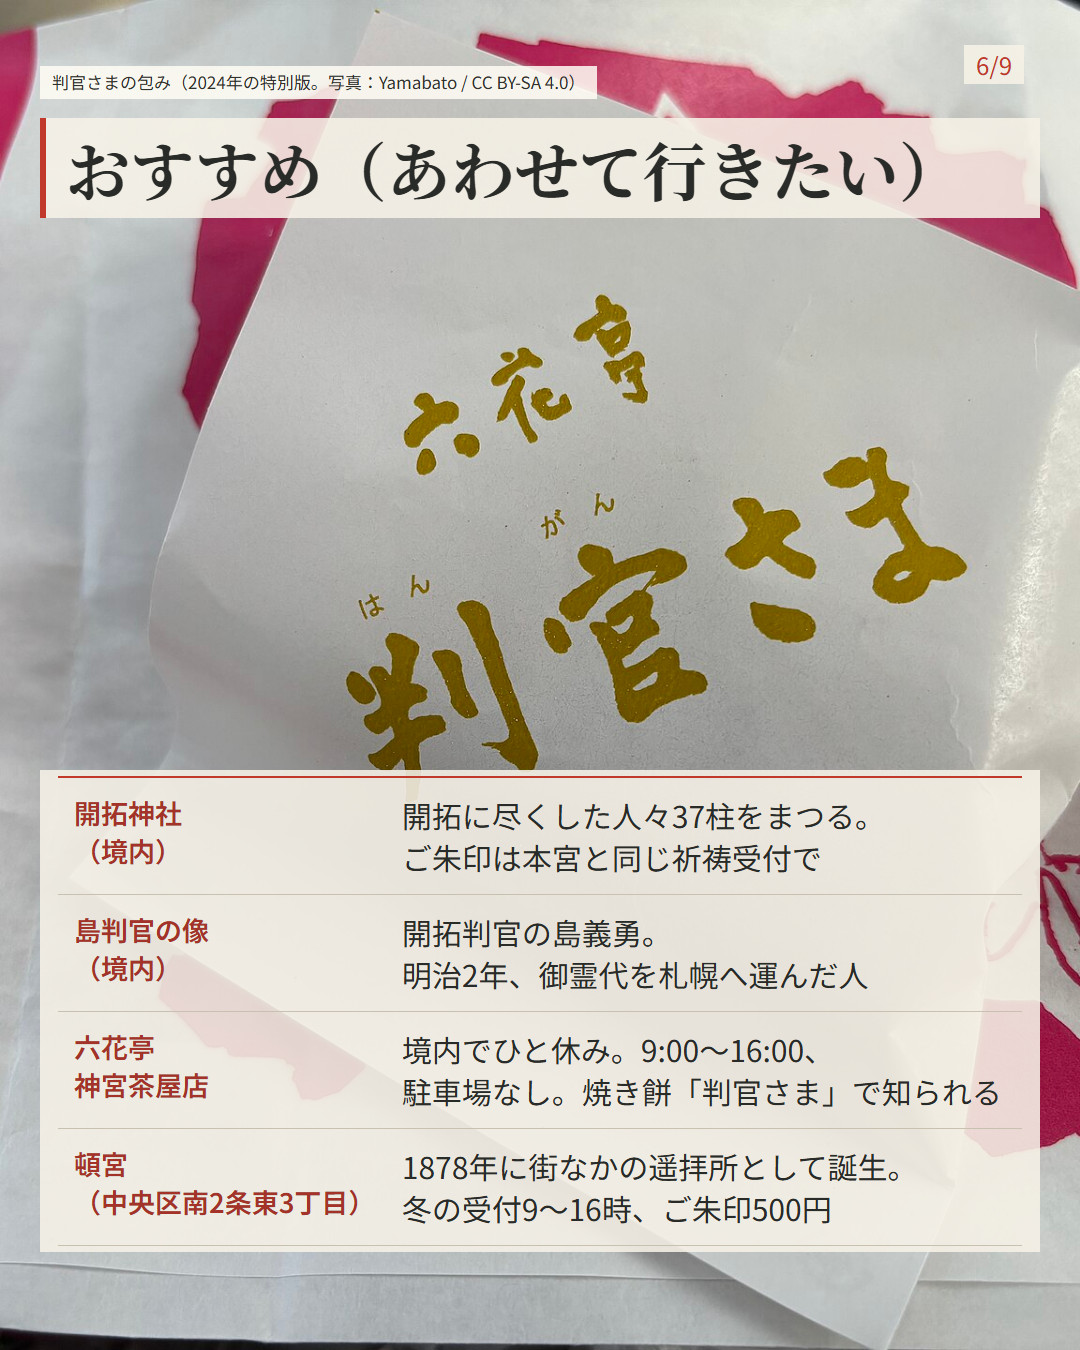 判官さまの包み（2024年の特別版。写真：Yamabato / CC BY-SA 4.0）
6/9
おすすめ（あわせて行きたい）
六花亭
はんがん
判官さま
開拓神社
（境内）
開拓に尽くした人々37柱をまつる。
ご朱印は本宮と同じ祈祷受付で
島判官の像
（境内）
開拓判官の島義勇。
明治2年、御霊代を札幌へ運んだ人
六花亭
神宮茶屋店
境内でひと休み。9:00〜16:00、
駐車場なし。焼き餅「判官さま」で知られる
頓宮
（中央区南2条東3丁目）
1878年に街なかの遥拝所として誕生。
冬の受付9〜16時、ご朱印500円